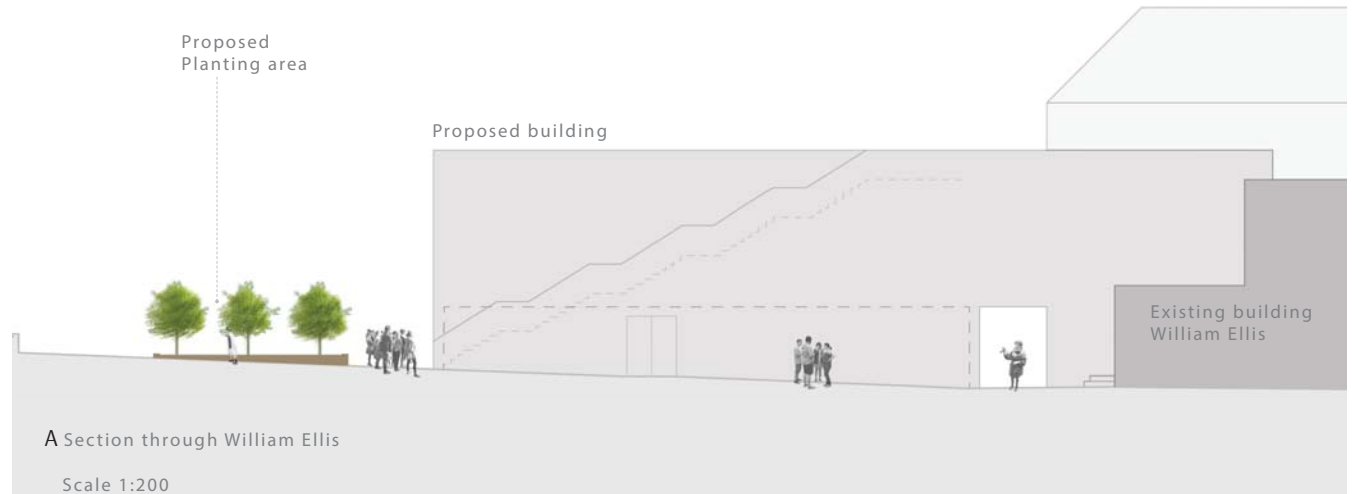 Proposed
Planting area
Proposed building
Existing building
William Ellis
A Section through William Ellis
Scale 1:200